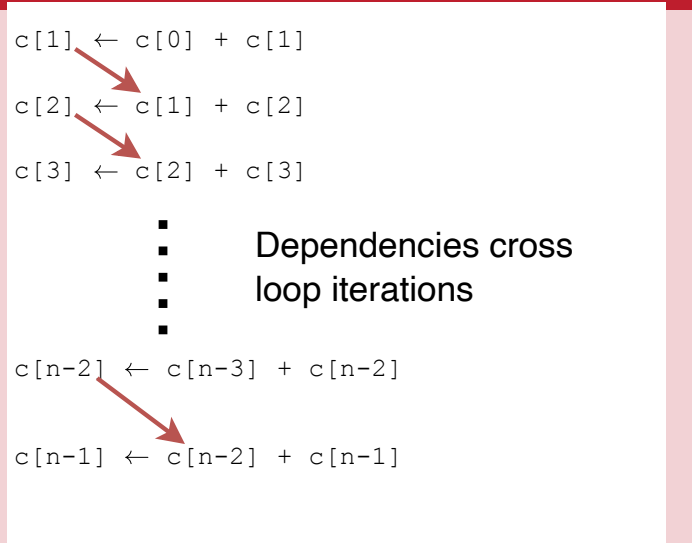 c[1] ← c[0] + c[1]
c[2] ← c[1] + c[2]
c[3] ← c[2] + c[3]
Dependencies cross
loop iterations
c[n-2] ← c[n-3] + c[n-2]
c[n-1] ← c[n-2] + c[n-1]